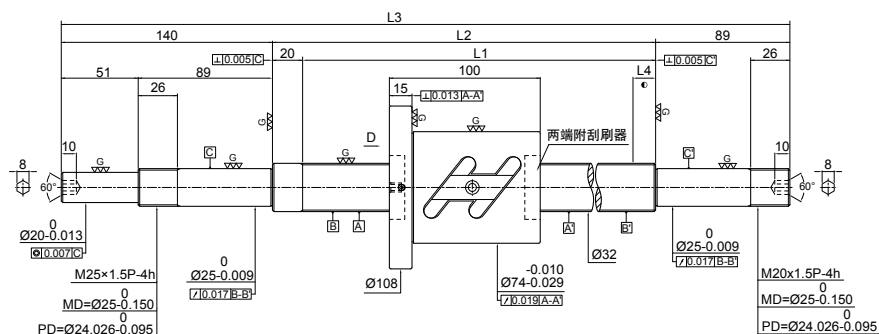 L3
140
L2
89
⊥ 0.005 C
20
L1
⊥ 0.005 C'
26
51
89
100
L4
26
15
⊥ 0.013 A-A'
G
G
G
D
两端附刮刷器
10
G
C
G
G
G
C'
G
10
8
60°
60°
8
B
A
A'
B'
0
Ø20-0.013
◎ 0.007 C
0
Ø25-0.009
↗ 0.017 B-B'
Ø108
-0.010
Ø74-0.029
↗ 0.019 A-A'
Ø32
0
Ø25-0.009
↗ 0.017 B-B'
M25×1.5P-4h
0
MD=Ø25-0.150
0
PD=Ø24.026-0.095
M20x1.5P-4h
0
MD=Ø25-0.150
0
PD=Ø24.026-0.095